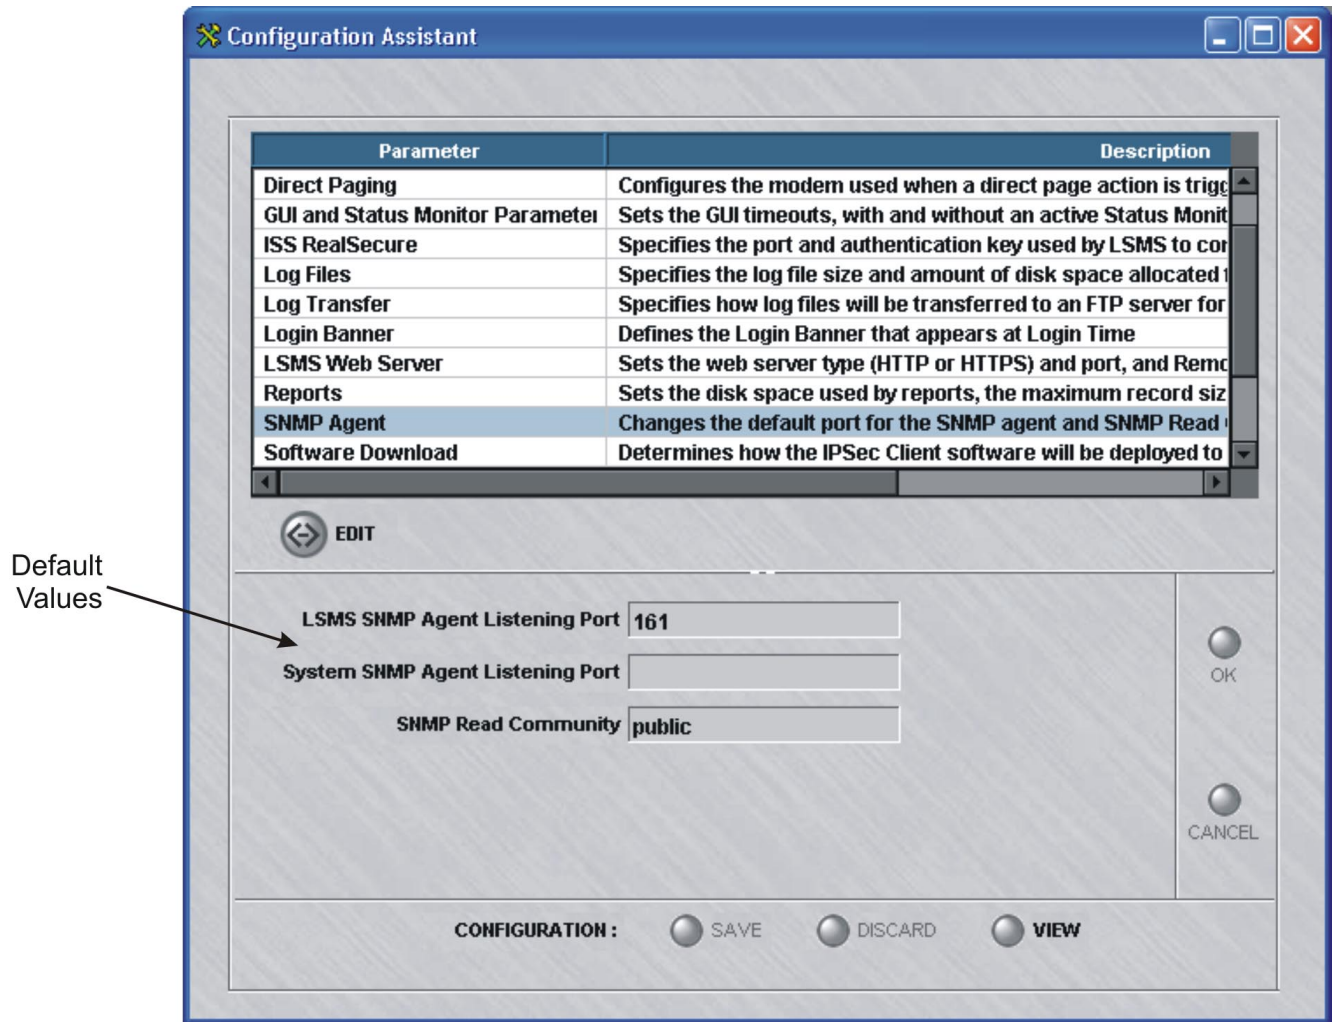 Configuration Assistant
Parameter Description
Direct Paging Configures the modem used when a direct page action is trigg
GUI and Status Monitor Parameter Sets the GUI timeouts, with and without an active Status Monit
ISS RealSecure Specifies the port and authentication key used by LSMS to cor
Log Files Specifies the log file size and amount of disk space allocated
Log Transfer Specifies how log files will be transferred to an FTP server for
Login Banner Defines the Login Banner that appears at Login Time
LSMS Web Server Sets the web server type (HTTP or HTTPS) and port, and Remo
Reports Sets the disk space used by reports, the maximum record siz
SNMP Agent Changes the default port for the SNMP agent and SNMP Read
Software Download Determines how the IPSec Client software will be deployed to
EDIT
Default
Values
LSMS SNMP Agent Listening Port 161
System SNMP Agent Listening Port
SNMP Read Community public
OK
CANCEL
CONFIGURATION : SAVE DISCARD VIEW